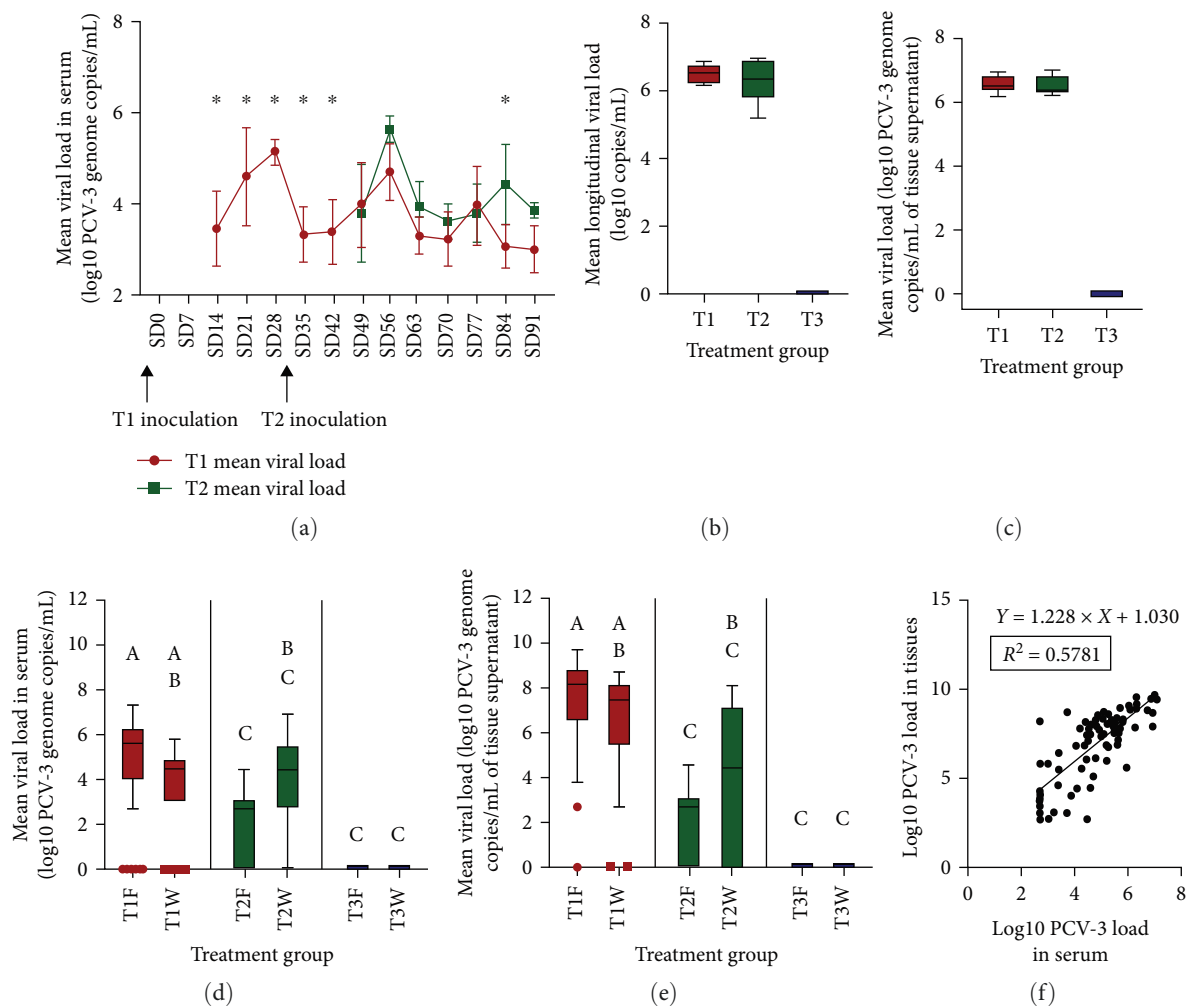 Mean viral load in serum
(log10 PCV-3 genome copies/mL)
8
6
4
2
* * * * * *
SD0
SD7
SD14
SD21
SD28
SD35
SD42
SD49
SD56
SD63
SD70
SD77
SD84
SD91
T1 inoculation
T2 inoculation
T1 mean viral load
T2 mean viral load
(a)
Mean longitudinal viral load
(log10 copies/mL)
8
6
4
2
0
T1 T2 T3
Treatment group
(b)
Mean viral load (log10 PCV-3 genome
copies/mL of tissue supernatant)
8
6
4
2
0
T1 T2 T3
Treatment group
(c)
Mean viral load in serum
(log10 PCV-3 genome copies/mL)
12
10
8
6
4
2
0
A
A
B
C
B
C
C
C
T1F
T1W
T2F
T2W
T3F
T3W
Treatment group
(d)
Mean viral load (log10 PCV-3 genome
copies/mL of tissue supernatant)
12
10
8
6
4
2
0
A
A
B
C
B
C
C
C
T1F
T1W
T2F
T2W
T3F
T3W
Treatment group
(e)
Log10 PCV-3 load in tissues
15
10
5
0
Y = 1.228 × X + 1.030
R² = 0.5781
0 2 4 6 8
Log10 PCV-3 load
in serum
(f)